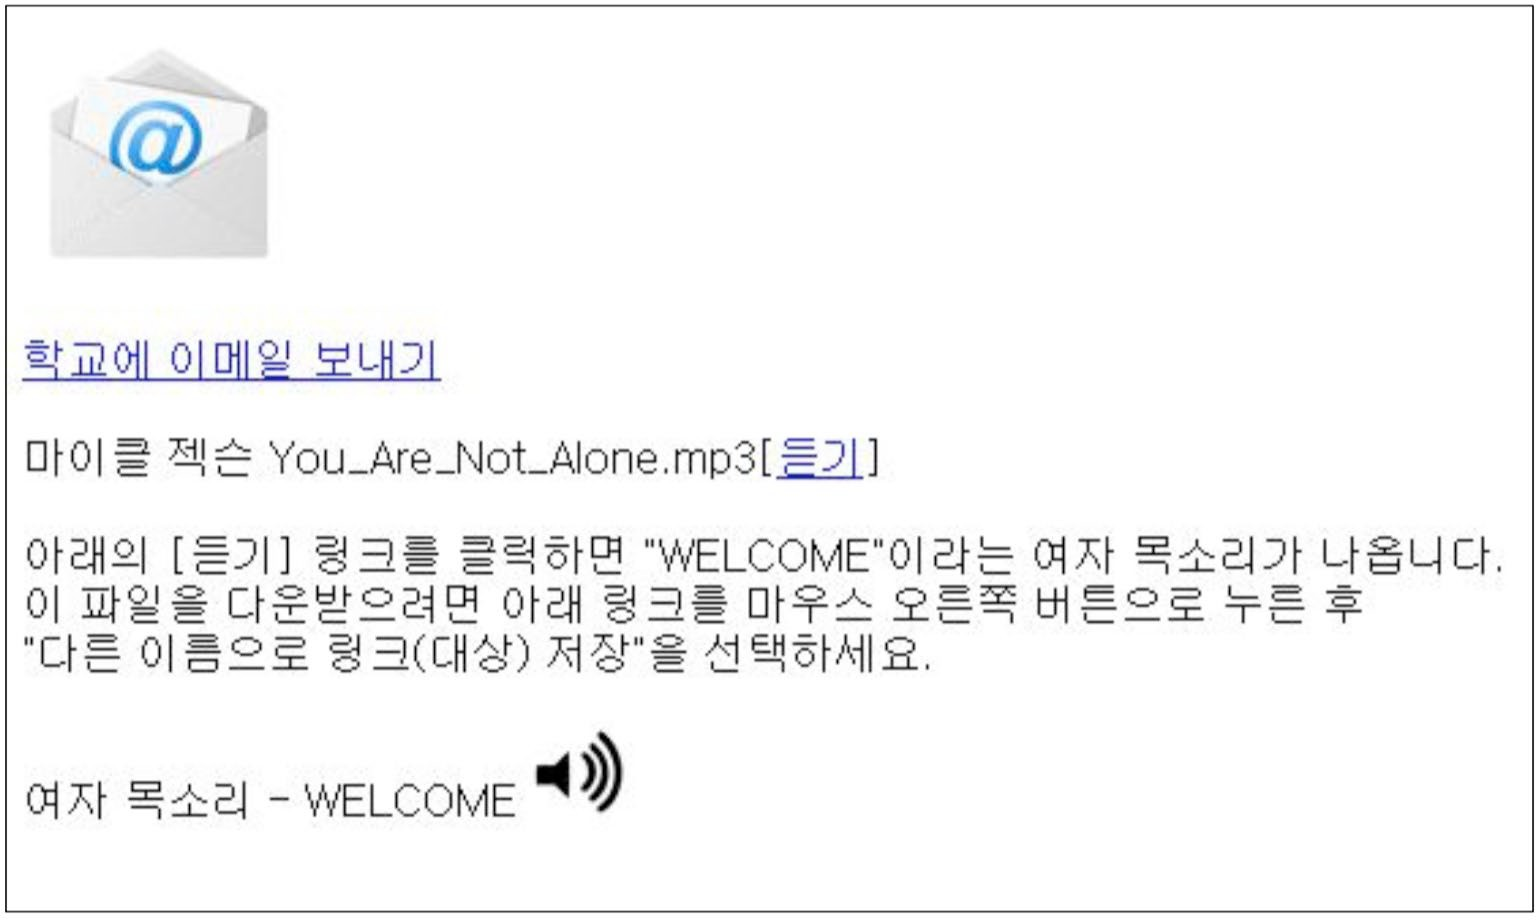 @
학교에 이메일 보내기
마이클 젝슨 You_Are_Not_Alone.mp3[듣기]
아래의 [듣기] 링크를 클릭하면 "WELCOME"이라는 여자 목소리가 나옵니다.
이 파일을 다운받으려면 아래 링크를 마우스 오른쪽 버튼으로 누른 후
"다른 이름으로 링크(대상) 저장"을 선택하세요.
여자 목소리 - WELCOME